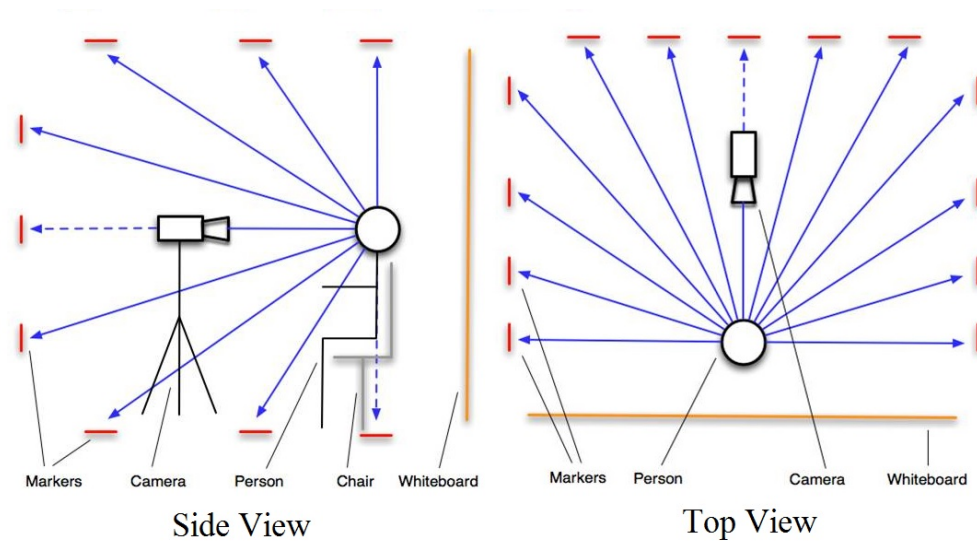 Markers Camera Person Chair Whiteboard
Side View
Markers Person Camera Whiteboard
Top View